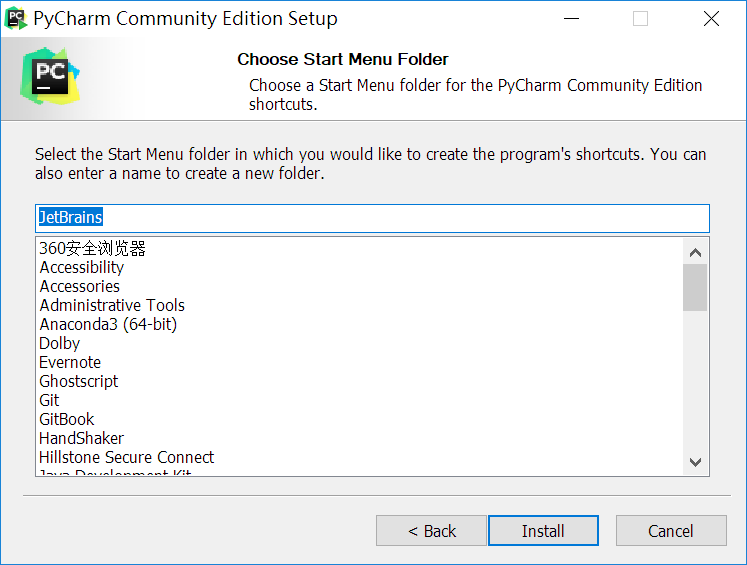 PyCharm Community Edition Setup
PC
Choose Start Menu Folder
Choose a Start Menu folder for the PyCharm Community Edition
shortcuts.
Select the Start Menu folder in which you would like to create the program's shortcuts. You can
also enter a name to create a new folder.
JetBrains
360安全浏览器
Accessibility
Accessories
Administrative Tools
Anaconda3 (64-bit)
Dolby
Evernote
Ghostscript
Git
GitBook
HandShaker
Hillstone Secure Connect
Java Development Kit
< Back
Install
Cancel